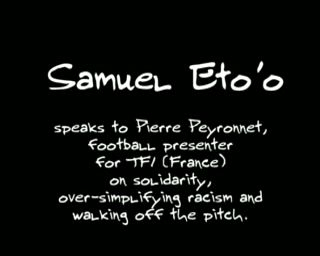 Samuel Eto'o
speaks to Pierre Peyronnet,
football presenter
for TF1 (France)
on solidarity,
over-simplifying racism and
walking off the pitch.